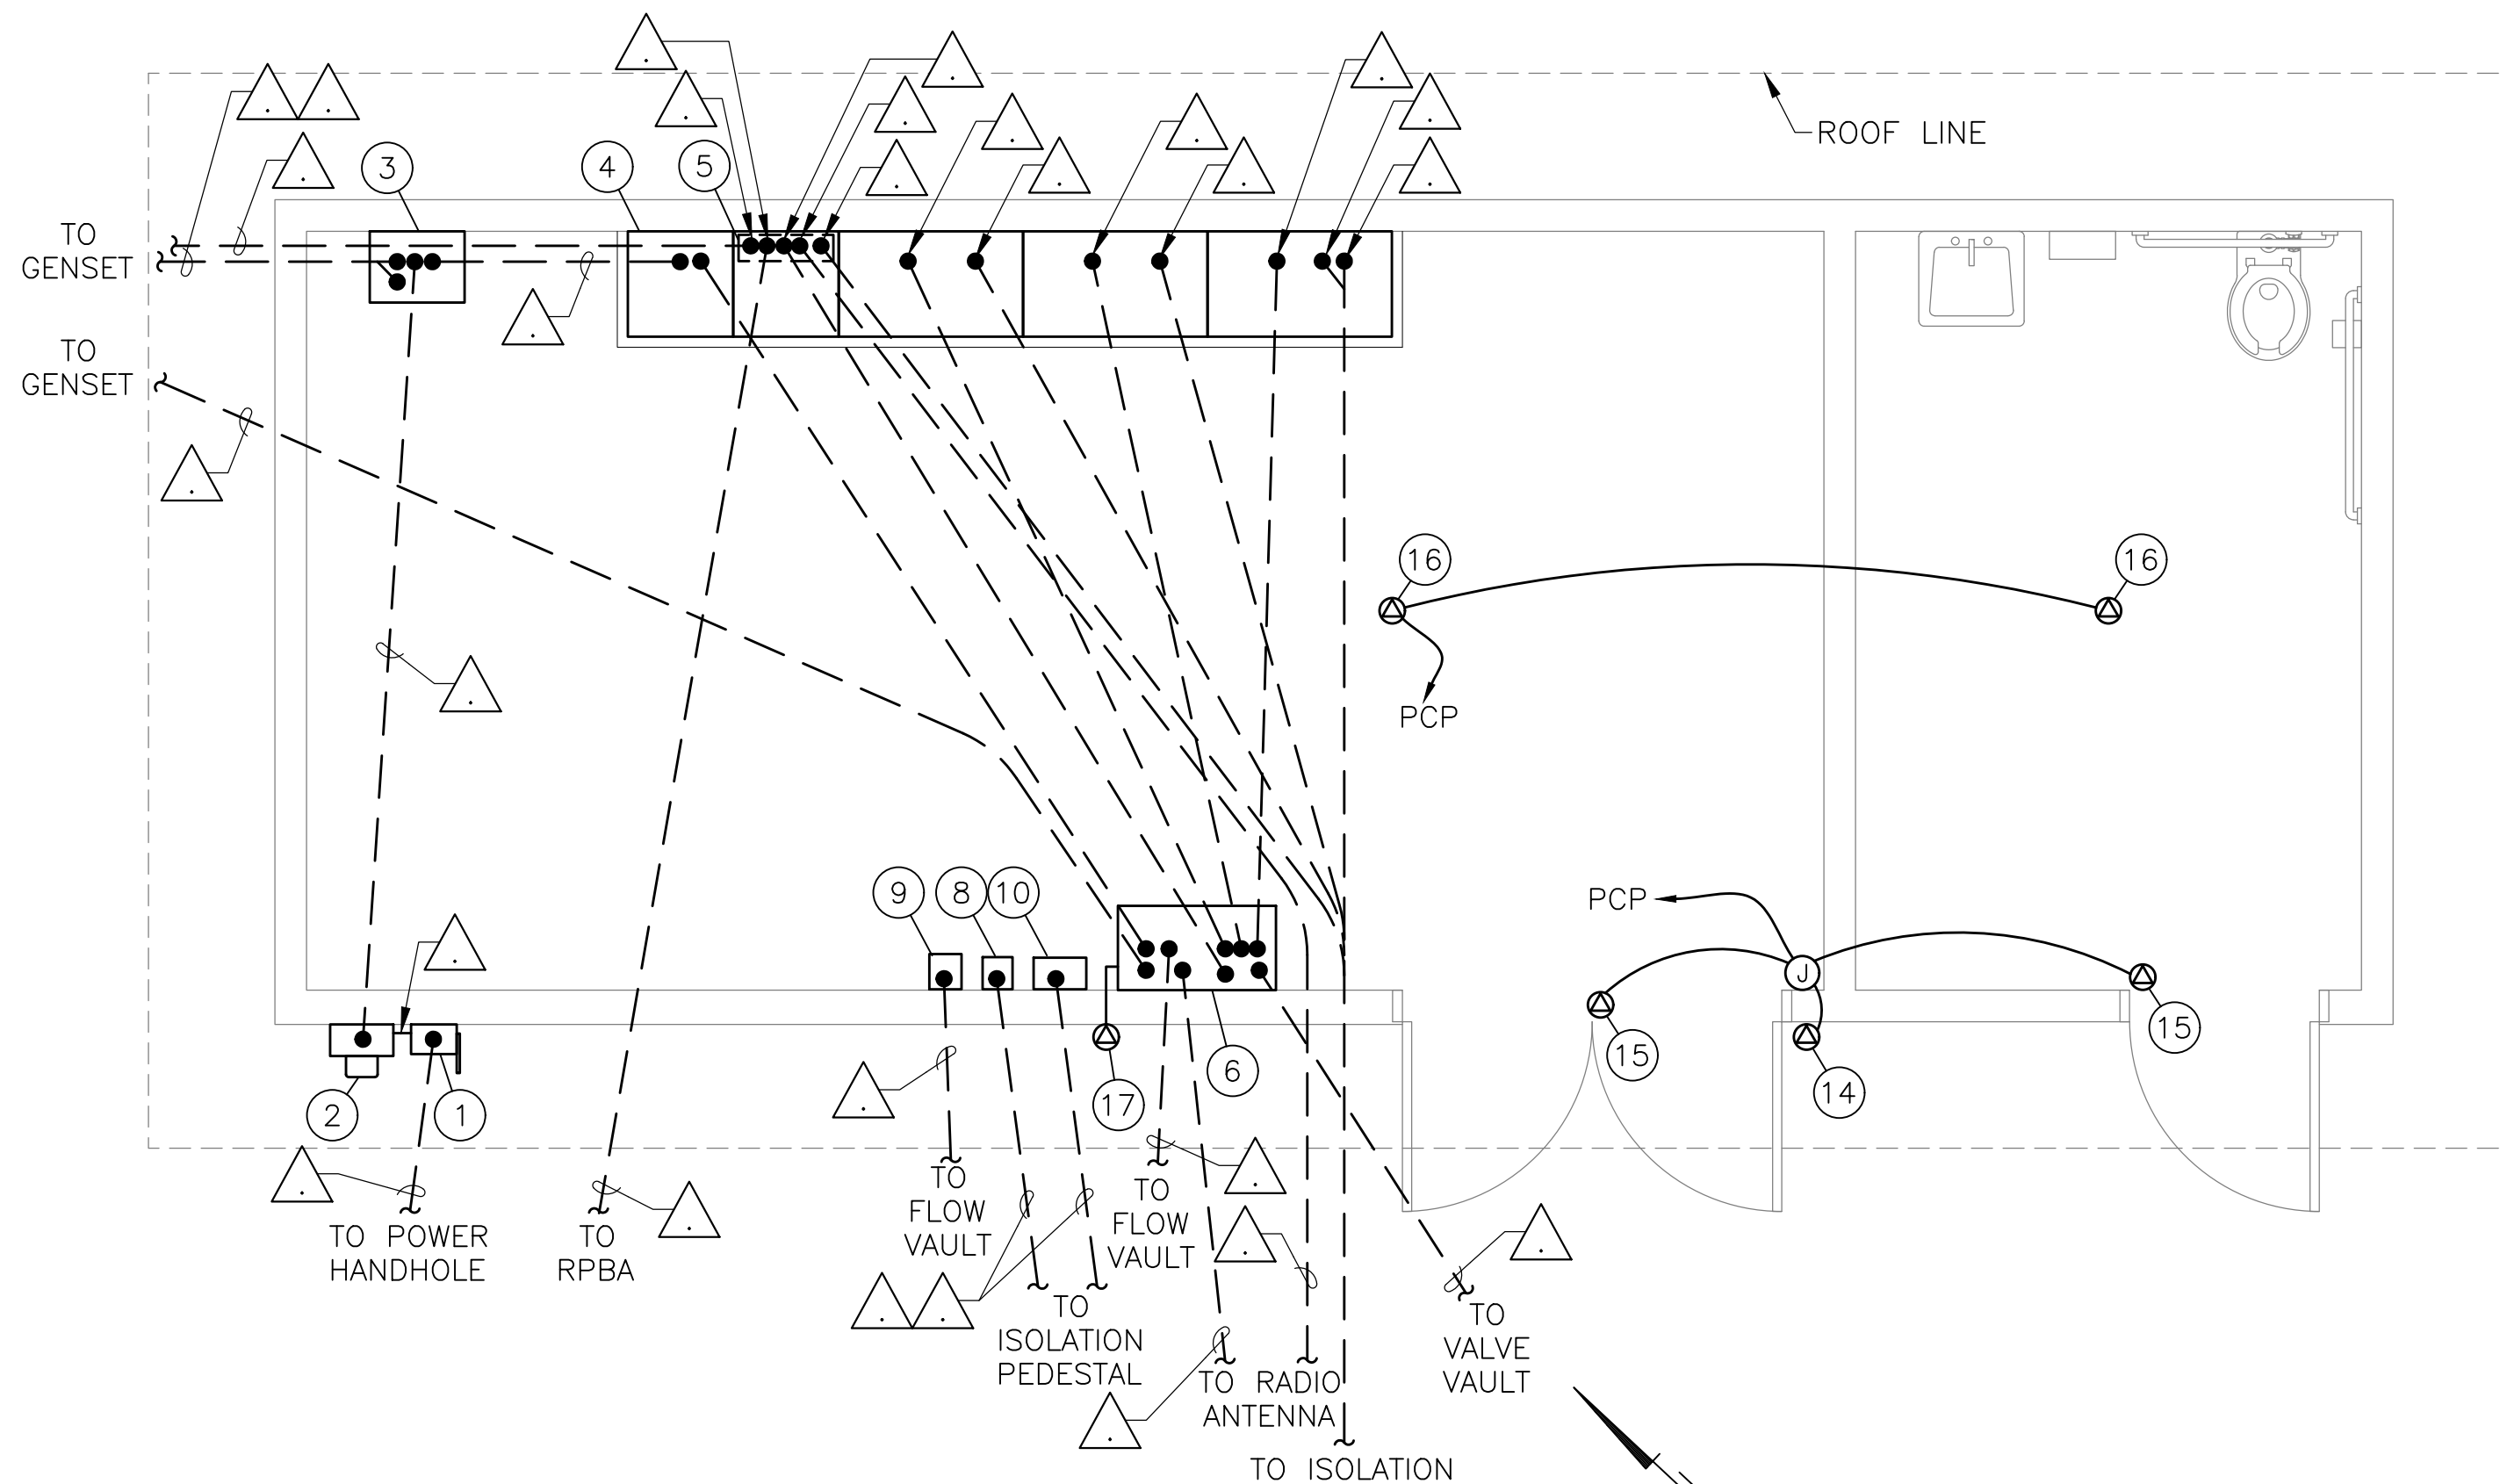 ROOF LINE
3
4
5
TO
GENSET
TO
GENSET
16
16
PCP
9
8
10
PCP
J
15
15
14
6
17
2
1
TO POWER
HANDHOLE
TO
RPBA
TO
FLOW
VAULT
TO
FLOW
VAULT
TO
ISOLATION
PEDESTAL
TO RADIO
ANTENNA
TO
VALVE
VAULT
TO ISOLATION